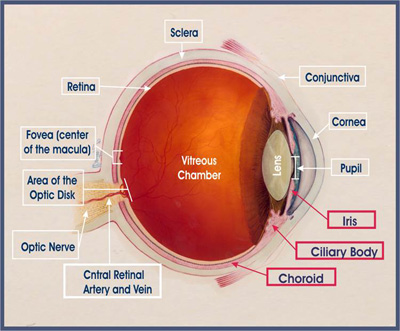 Sclera
Retina
Conjunctiva
Cornea
Fovea (center
of the macula)
Vitreous
Chamber
Lens
Pupil
Area of the
Optic Disk
Iris
Optic Nerve
Ciliary Body
Cntral Retinal
Artery and Vein
Choroid